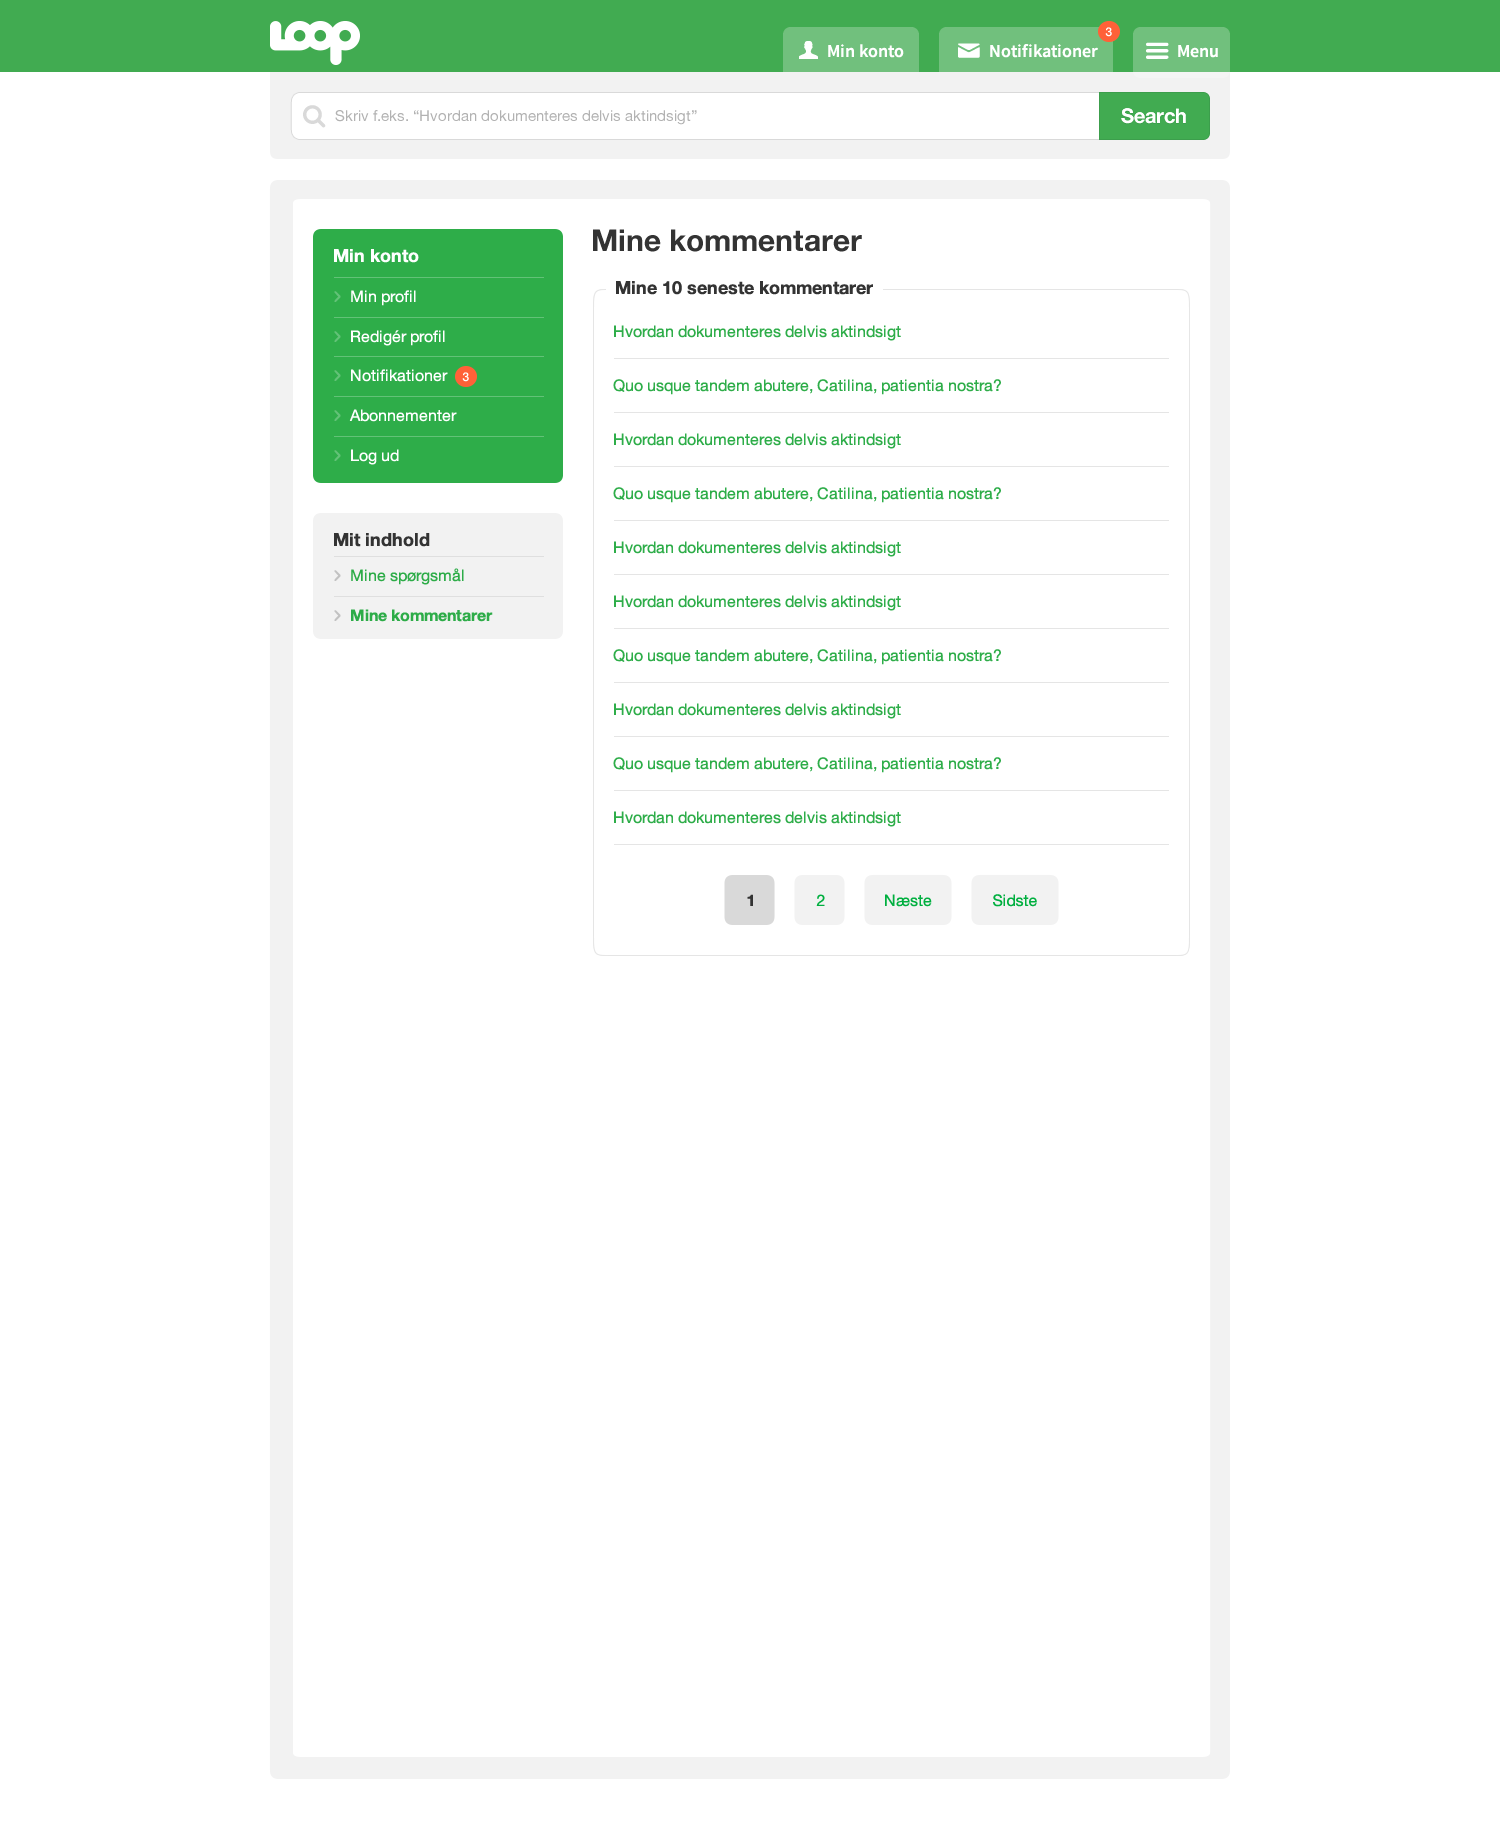 Loop
Min konto
Notifikationer 3
Menu
Skriv f.eks. “Hvordan dokumenteres delvis aktindsigt”
Search
Min konto
Min profil
Redigér profil
Notifikationer 3
Abonnementer
Log ud
Mit indhold
Mine spørgsmål
Mine kommentarer
Mine kommentarer
Mine 10 seneste kommentarer
Hvordan dokumenteres delvis aktindsigt
Quo usque tandem abutere, Catilina, patientia nostra?
Hvordan dokumenteres delvis aktindsigt
Quo usque tandem abutere, Catilina, patientia nostra?
Hvordan dokumenteres delvis aktindsigt
Hvordan dokumenteres delvis aktindsigt
Quo usque tandem abutere, Catilina, patientia nostra?
Hvordan dokumenteres delvis aktindsigt
Quo usque tandem abutere, Catilina, patientia nostra?
Hvordan dokumenteres delvis aktindsigt
1 2 Næste Sidste